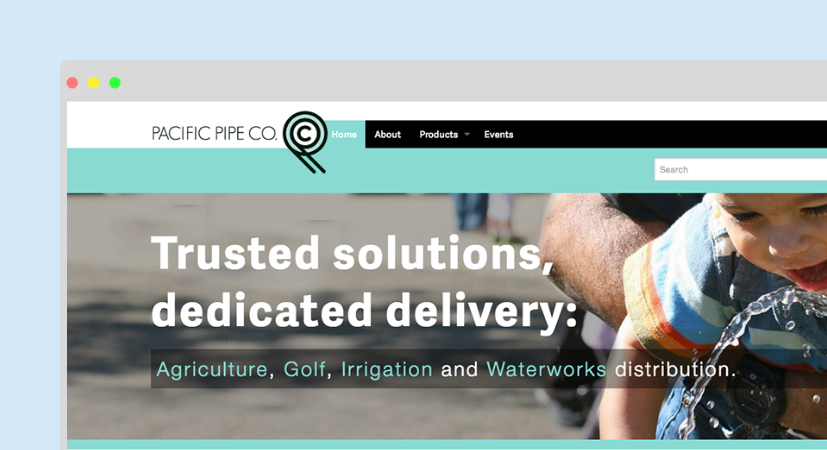 PACIFIC PIPE CO.
Home About Products Events
Search
Trusted solutions,
dedicated delivery:
Agriculture, Golf, Irrigation and Waterworks distribution.